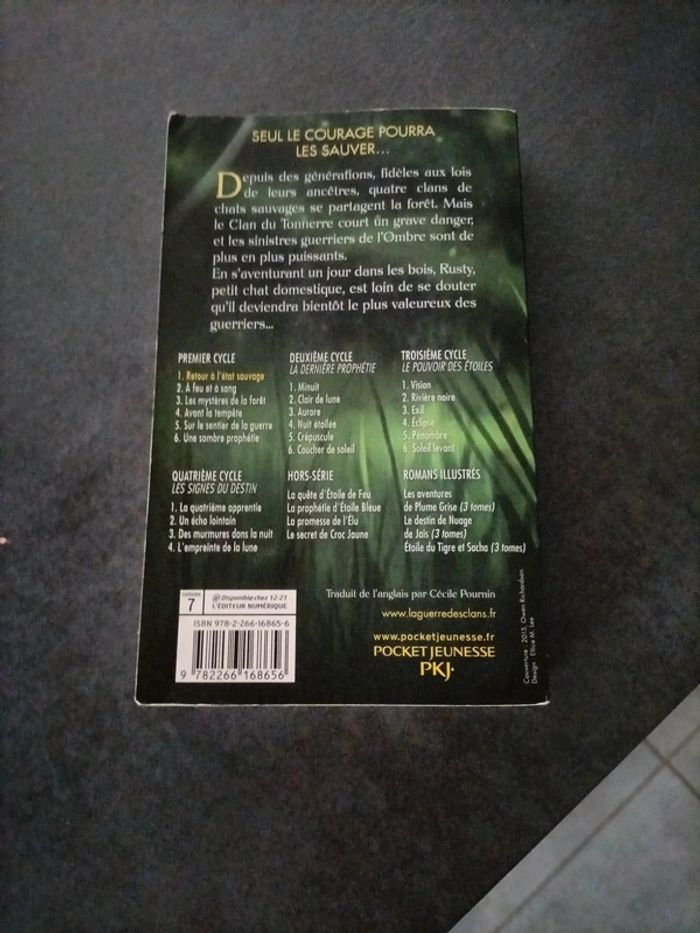 SEUL LE COURAGE POURRA
LES SAUVER...
Depuis des générations, fidèles aux lois
de leurs ancêtres, quatre clans de
chats sauvages se partagent la forêt. Mais
le Clan du Tonnerre court un grave danger,
et les sinistres guerriers de l'Ombre sont de
plus en plus puissants.
En s'aventurant un jour dans les bois, Rusty,
petit chat domestique, est loin de se douter
qu'il deviendra bientôt le plus valeureux des
guerriers...
PREMIER CYCLE
1. Retour à l'état sauvage
2. À feu et à sang
3. Les mystères de la forêt
4. Avant la tempête
5. Sur le sentier de la guerre
6. Une sombre prophétie
DEUXIÈME CYCLE
LA DERNIÈRE PROPHÉTIE
1. Minuit
2. Clair de lune
3. Aurore
4. Nuit étoilée
5. Crépuscule
6. Coucher de soleil
TROISIÈME CYCLE
LE POUVOIR DES ÉTOILES
1. Vision
2. Rivière noire
3. Exil
4. Éclipse
5. Pénombre
6. Soleil levant
QUATRIÈME CYCLE
LES SIGNES DU DESTIN
1. La quatrième apprentie
2. Un écho lointain
3. Des murmures dans la nuit
4. L'empreinte de la lune
HORS-SÉRIE
La quête d'Étoile de Feu
La prophétie d'Étoile Bleue
La promesse de l'Élu
Le secret de Croc Jaune
ROMANS ILLUSTRÉS
Les aventures
de Plume Grise (3 tomes)
Le destin de Nuage
de Jais (3 tomes)
Étoile du Tigre et Sacha (3 tomes)
CATÉGORIE
7
@ Disponible chez 12-21
L'ÉDITEUR NUMÉRIQUE
ISBN 978-2-266-16865-6
9 782266 168656
Traduit de l'anglais par Cécile Pournin
www.laguerredesclans.fr
www.pocketjeunesse.fr
POCKET JEUNESSE
PKJ·
Couverture : 2015, Owen Richardson
Design : Ellice M. Lee